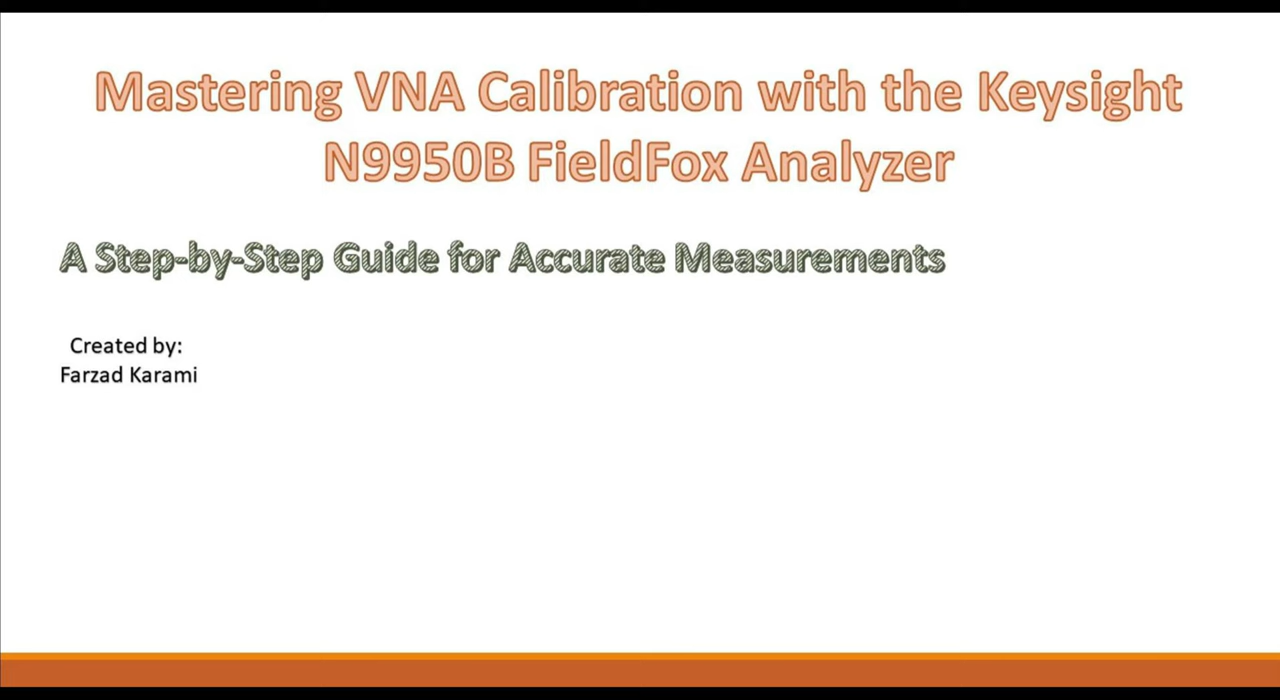 Mastering VNA Calibration with the Keysight
N9950B FieldFox Analyzer
A Step-by-Step Guide for Accurate Measurements
Created by:
Farzad Karami